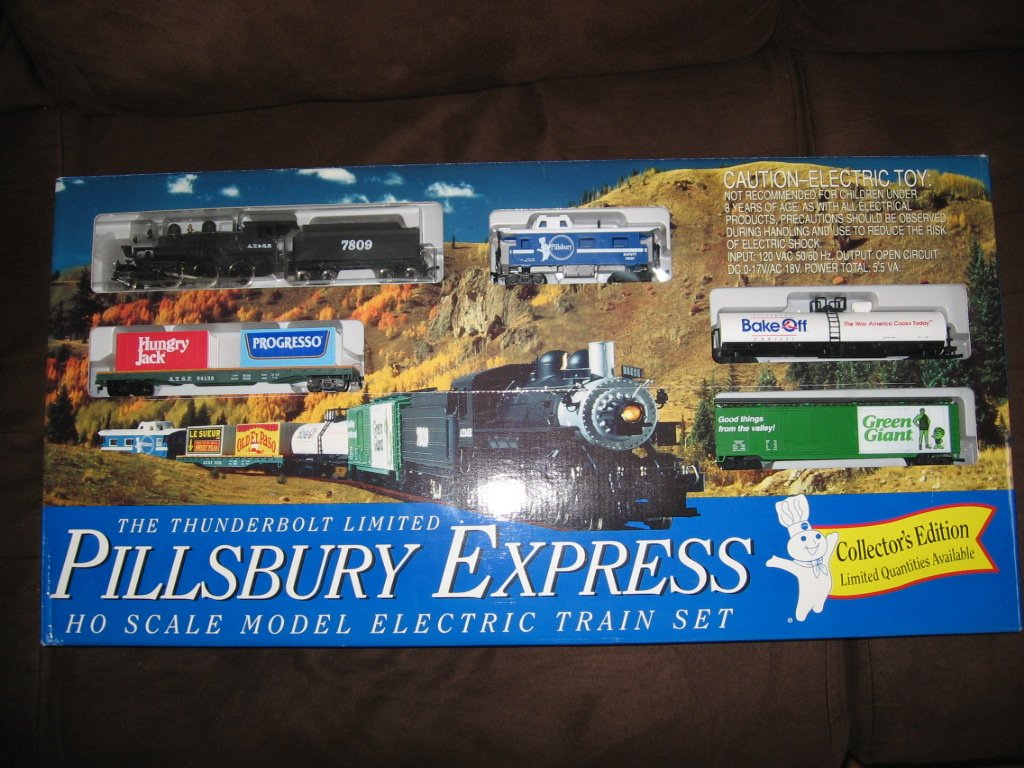 CAUTION–ELECTRIC TOY:
NOT RECOMMENDED FOR CHILDREN UNDER
8 YEARS OF AGE. AS WITH ALL ELECTRICAL
PRODUCTS, PRECAUTIONS SHOULD BE OBSERVED
DURING HANDLING AND USE TO REDUCE THE RISK
OF ELECTRIC SHOCK.
INPUT: 120 VAC 50/60 Hz. OUTPUT: OPEN CIRCUIT
DC 0-17V/AC 18V. POWER TOTAL: 5.5 VA.
A.T.& S.F.
7809
Pillsbury
Hungry
Jack
PROGRESSO
A.T.S.F.
Bake Off
The Way America Cooks Today
Good things
from the valley!
Green
Giant
LE SUEUR
OLD EL PASO
Green
Giant
7809
THE THUNDERBOLT LIMITED
PILLSBURY EXPRESS
HO SCALE MODEL ELECTRIC TRAIN SET
Collector's Edition
Limited Quantities Available
®